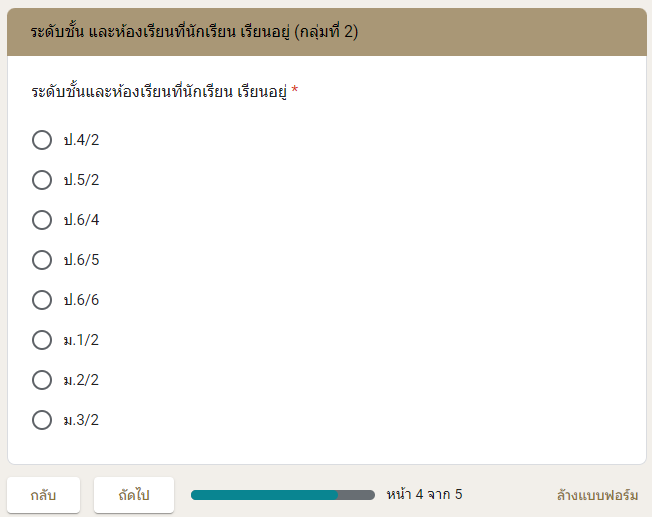 ระดับชั้น และห้องเรียนที่นักเรียน เรียนอยู่ (กลุ่มที่ 2)
ระดับชั้นและห้องเรียนที่นักเรียน เรียนอยู่ *
ป.4/2
ป.5/2
ป.6/4
ป.6/5
ป.6/6
ม.1/2
ม.2/2
ม.3/2
กลับ ถัดไป หน้า 4 จาก 5 ล้างแบบฟอร์ม